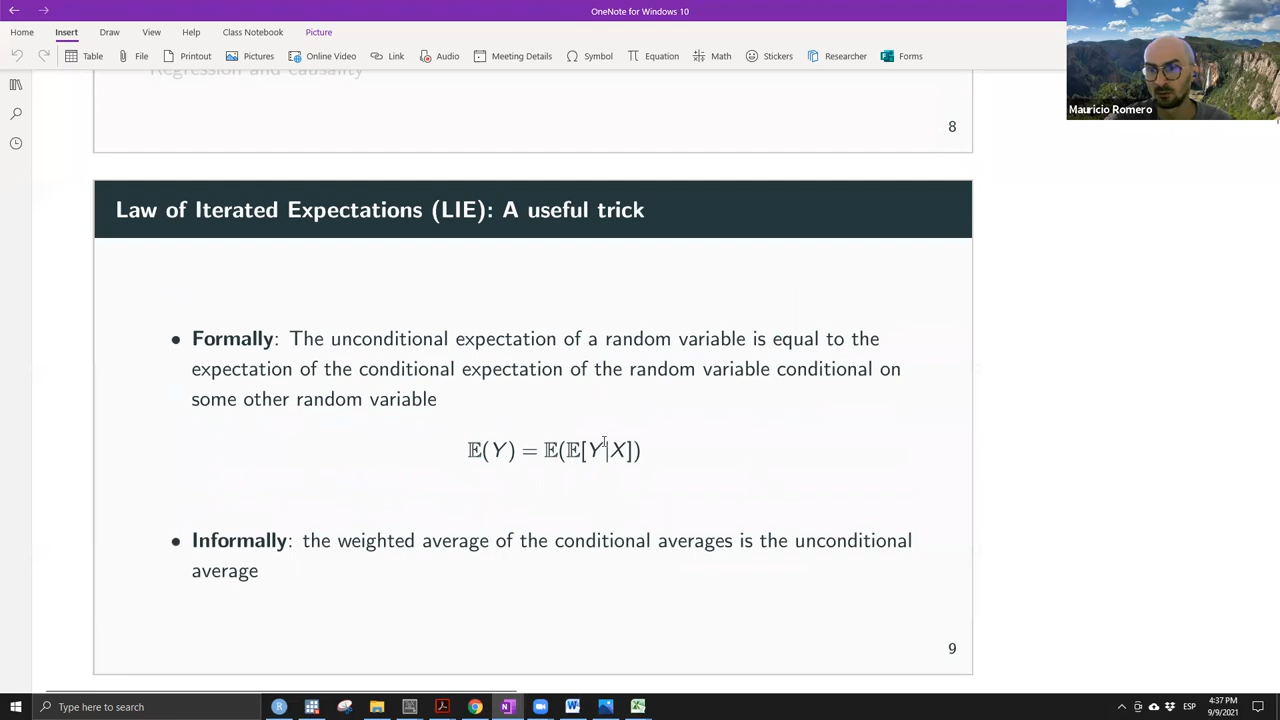 OneNote for Windows 10
Home Insert Draw View Help Class Notebook Picture
Table File Printout Pictures Online Video Link Audio Meeting Details Symbol Equation Math Stickers Researcher Forms
Mauricio Romero
Regression and causality
8
Law of Iterated Expectations (LIE): A useful trick
• Formally: The unconditional expectation of a random variable is equal to the
expectation of the conditional expectation of the random variable conditional on
some other random variable
𝔼(Y) = 𝔼(𝔼[Y|X])
• Informally: the weighted average of the conditional averages is the unconditional
average
9
Type here to search
ESP
4:37 PM
9/9/2021